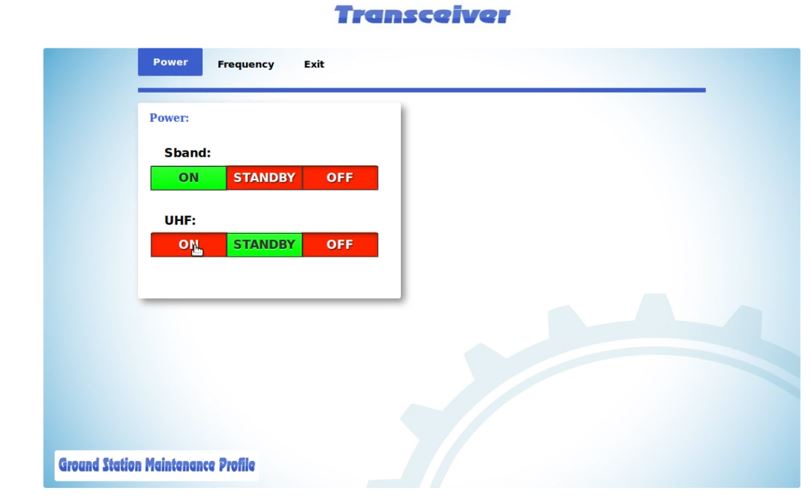 Transceiver
Power Frequency Exit
Power:
Sband:
ON STANDBY OFF
UHF:
ON STANDBY OFF
Ground Station Maintenance Profile